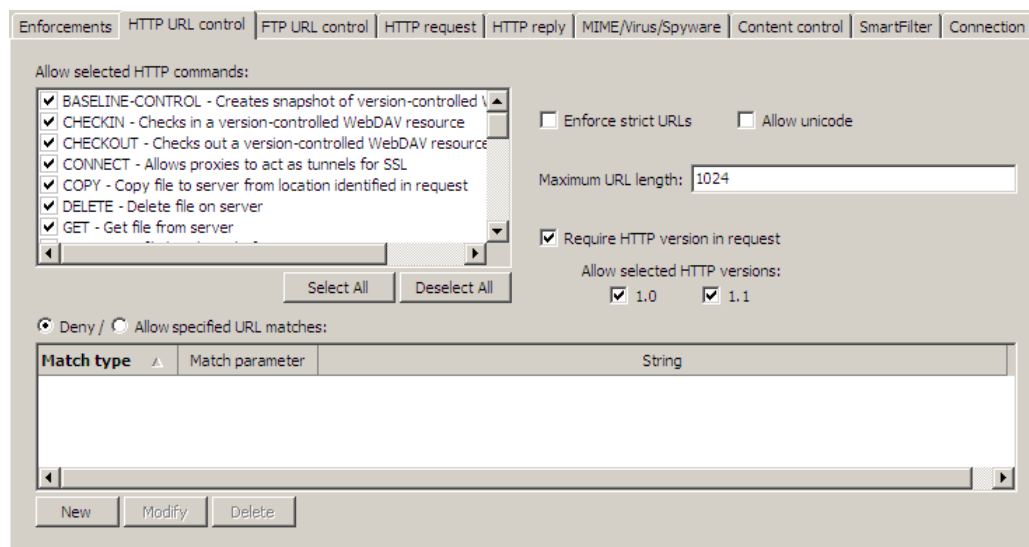 Enforcements HTTP URL control FTP URL control HTTP request HTTP reply MIME/Virus/Spyware Content control SmartFilter Connection
Allow selected HTTP commands:
BASELINE-CONTROL - Creates snapshot of version-controlled
CHECKIN - Checks in a version-controlled WebDAV resource
CHECKOUT - Checks out a version-controlled WebDAV resource
CONNECT - Allows proxies to act as tunnels for SSL
COPY - Copy file to server from location identified in request
DELETE - Delete file on server
GET - Get file from server
Select All Deselect All
Enforce strict URLs Allow unicode
Maximum URL length: 1024
Require HTTP version in request
Allow selected HTTP versions:
1.0 1.1
Deny / Allow specified URL matches:
Match type Match parameter String
New Modify Delete